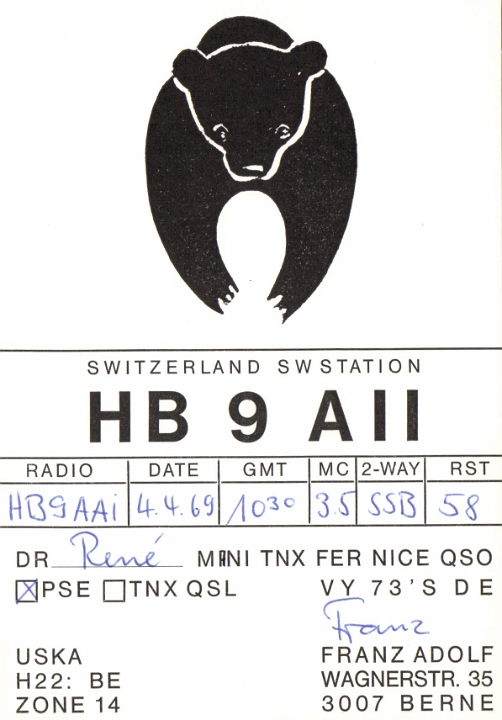 SWITZERLAND SW STATION
HB 9 AII
RADIO DATE GMT MC 2-WAY RST
HB9AAi 4.4.69 1030 3.5 SSB 58
DR René MANI TNX FER NICE QSO
PSE TNX QSL VY 73'S DE
Franz
USKA FRANZ ADOLF
H22: BE WAGNERSTR. 35
ZONE 14 3007 BERNE